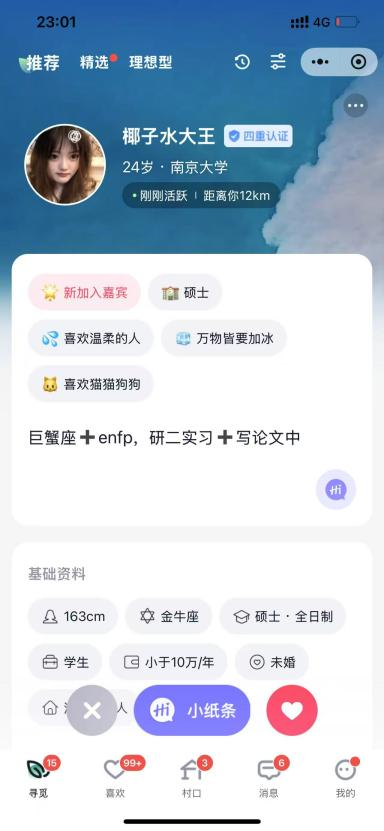 23:01
4G
推荐 精选 理想型
椰子水大王 四重认证
24岁 · 南京大学
刚刚活跃 | 距离你12km
新加入嘉宾 硕士
喜欢温柔的人 万物皆要加冰
喜欢猫猫狗狗
巨蟹座➕enfp，研二实习➕写论文中
Hi
基础资料
163cm 金牛座 硕士 · 全日制
学生 小于10万/年 未婚
人
Hi 小纸条
15 99+ 3 6
寻觅 喜欢 村口 消息 我的